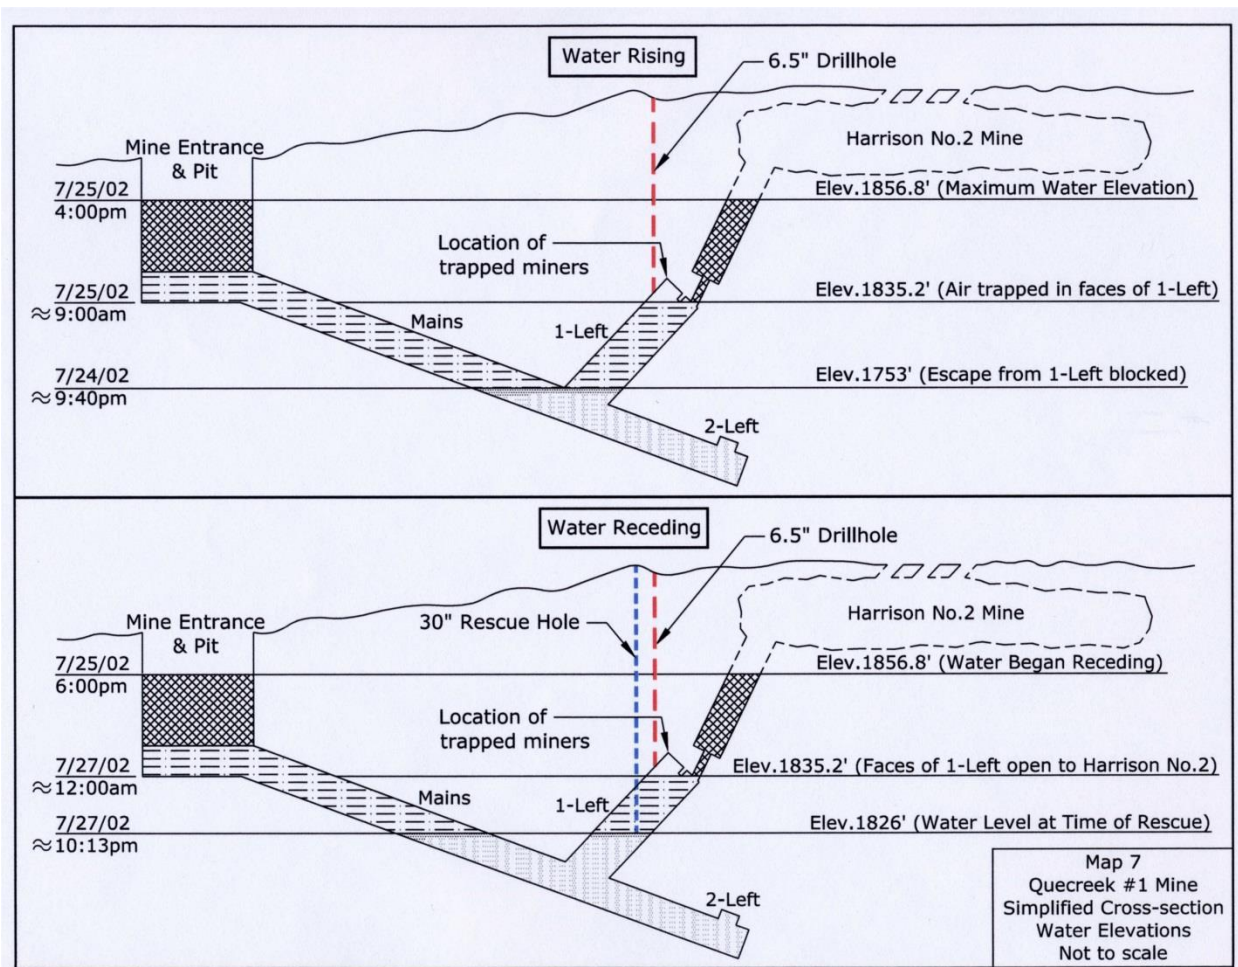 Water Rising
6.5" Drillhole
Mine Entrance
& Pit
Harrison No.2 Mine
7/25/02
4:00pm
Elev.1856.8' (Maximum Water Elevation)
Location of
trapped miners
7/25/02
≈ 9:00am
Elev.1835.2' (Air trapped in faces of 1-Left)
Mains
1-Left
7/24/02
≈ 9:40pm
Elev.1753' (Escape from 1-Left blocked)
2-Left
Water Receding
6.5" Drillhole
30" Rescue Hole
Mine Entrance
& Pit
Harrison No.2 Mine
7/25/02
6:00pm
Elev.1856.8' (Water Began Receding)
Location of
trapped miners
7/27/02
≈ 12:00am
Elev.1835.2' (Faces of 1-Left open to Harrison No.2)
Mains
1-Left
7/27/02
≈ 10:13pm
Elev.1826' (Water Level at Time of Rescue)
2-Left
Map 7
Quecreek #1 Mine
Simplified Cross-section
Water Elevations
Not to scale